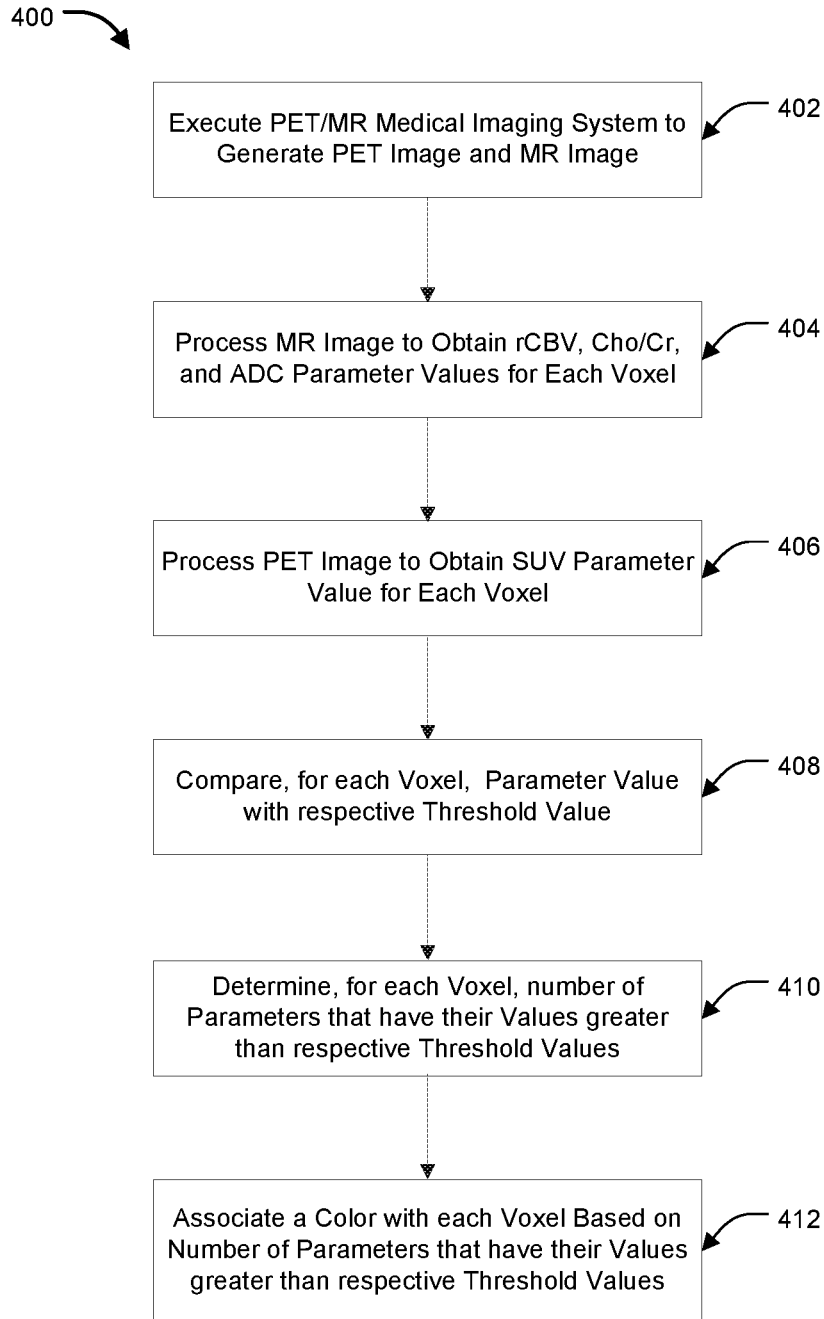 400
Execute PET/MR Medical Imaging System to
Generate PET Image and MR Image
402
Process MR Image to Obtain rCBV, Cho/Cr,
and ADC Parameter Values for Each Voxel
404
Process PET Image to Obtain SUV Parameter
Value for Each Voxel
406
Compare, for each Voxel, Parameter Value
with respective Threshold Value
408
Determine, for each Voxel, number of
Parameters that have their Values greater
than respective Threshold Values
410
Associate a Color with each Voxel Based on
Number of Parameters that have their Values
greater than respective Threshold Values
412